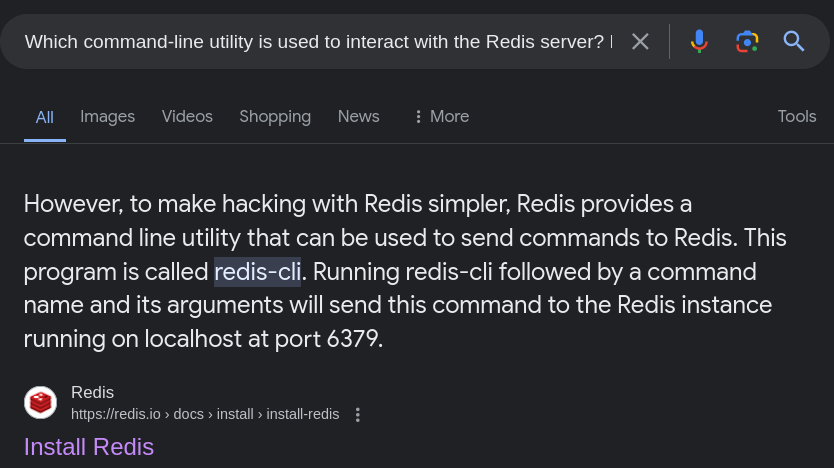 Which command-line utility is used to interact with the Redis server?
All Images Videos Shopping News More Tools
However, to make hacking with Redis simpler, Redis provides a
command line utility that can be used to send commands to Redis. This
program is called redis-cli. Running redis-cli followed by a command
name and its arguments will send this command to the Redis instance
running on localhost at port 6379.
Redis
https://redis.io › docs › install › install-redis
Install Redis